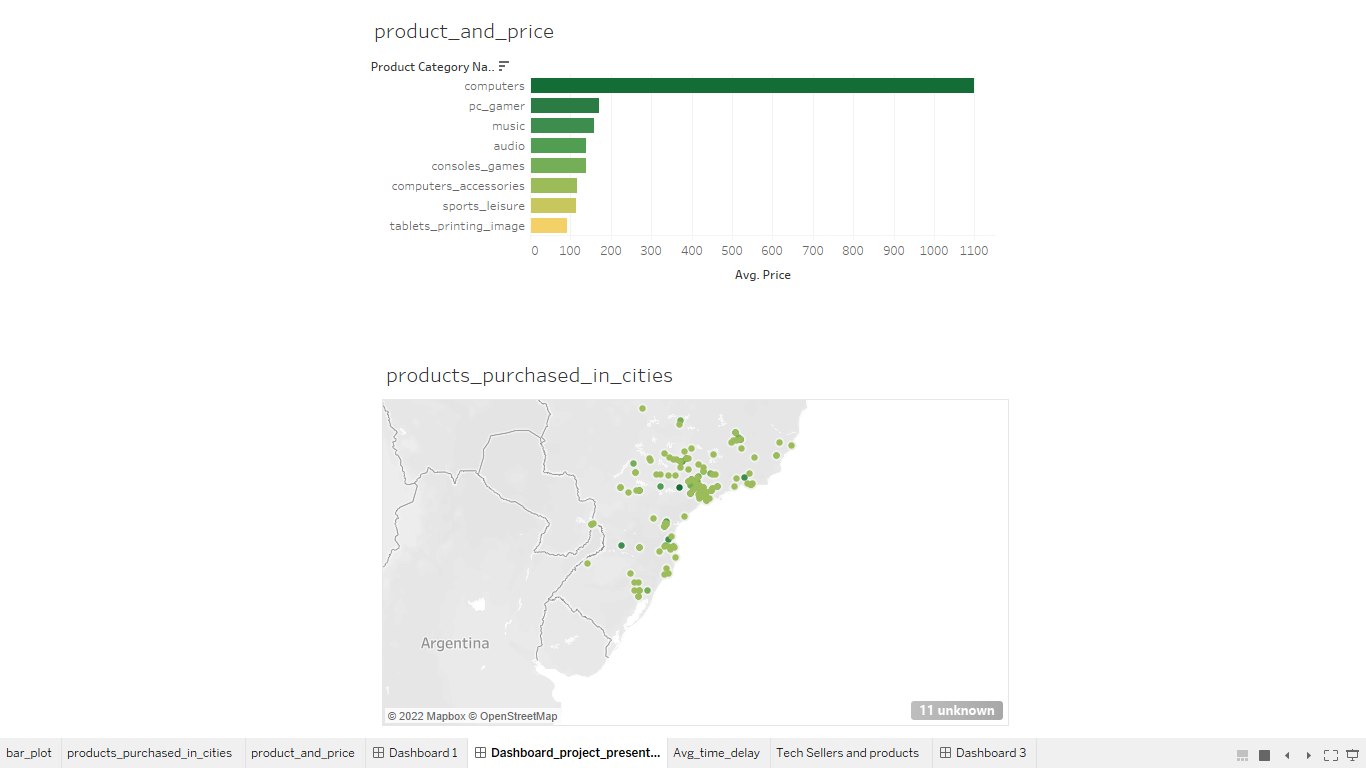 product_and_price
Product Category Na..
computers
pc_gamer
music
audio
consoles_games
computers_accessories
sports_leisure
tablets_printing_image
0 100 200 300 400 500 600 700 800 900 1000 1100
Avg. Price
products_purchased_in_cities
Argentina
11 unknown
© 2022 Mapbox © OpenStreetMap
bar_plot products_purchased_in_cities product_and_price Dashboard 1 Dashboard_project_present... Avg_time_delay Tech Sellers and products Dashboard 3